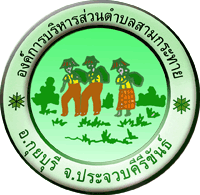 องค์การบริหารส่วนตำบลสามกระทาย
อ.กุยบุรี จ.ประจวบคีรีขันธ์